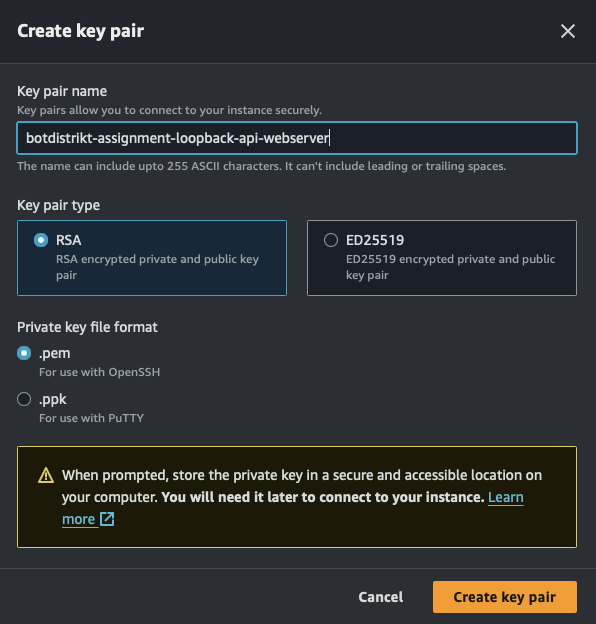 Create key pair
Key pair name
Key pairs allow you to connect to your instance securely.
botdistrikt-assignment-loopback-api-webserver
The name can include upto 255 ASCII characters. It can't include leading or trailing spaces.
Key pair type
RSA
RSA encrypted private and public key
pair
ED25519
ED25519 encrypted private and public
key pair
Private key file format
.pem
For use with OpenSSH
.ppk
For use with PuTTY
When prompted, store the private key in a secure and accessible location on
your computer. You will need it later to connect to your instance. Learn
more
Cancel
Create key pair